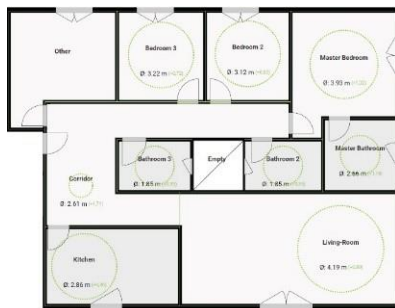 Other
Bedroom 3
Ø: 3.22 m
Bedroom 2
Ø: 3.12 m
Master Bedroom
Ø: 3.93 m
Bathroom 3
Ø: 1.65 m
Empty
Bathroom 2
Ø: 1.65 m
Master Bathroom
Ø: 2.66 m
Corridor
Ø: 2.61 m
Kitchen
Ø: 2.86 m
Living-Room
Ø: 4.19 m